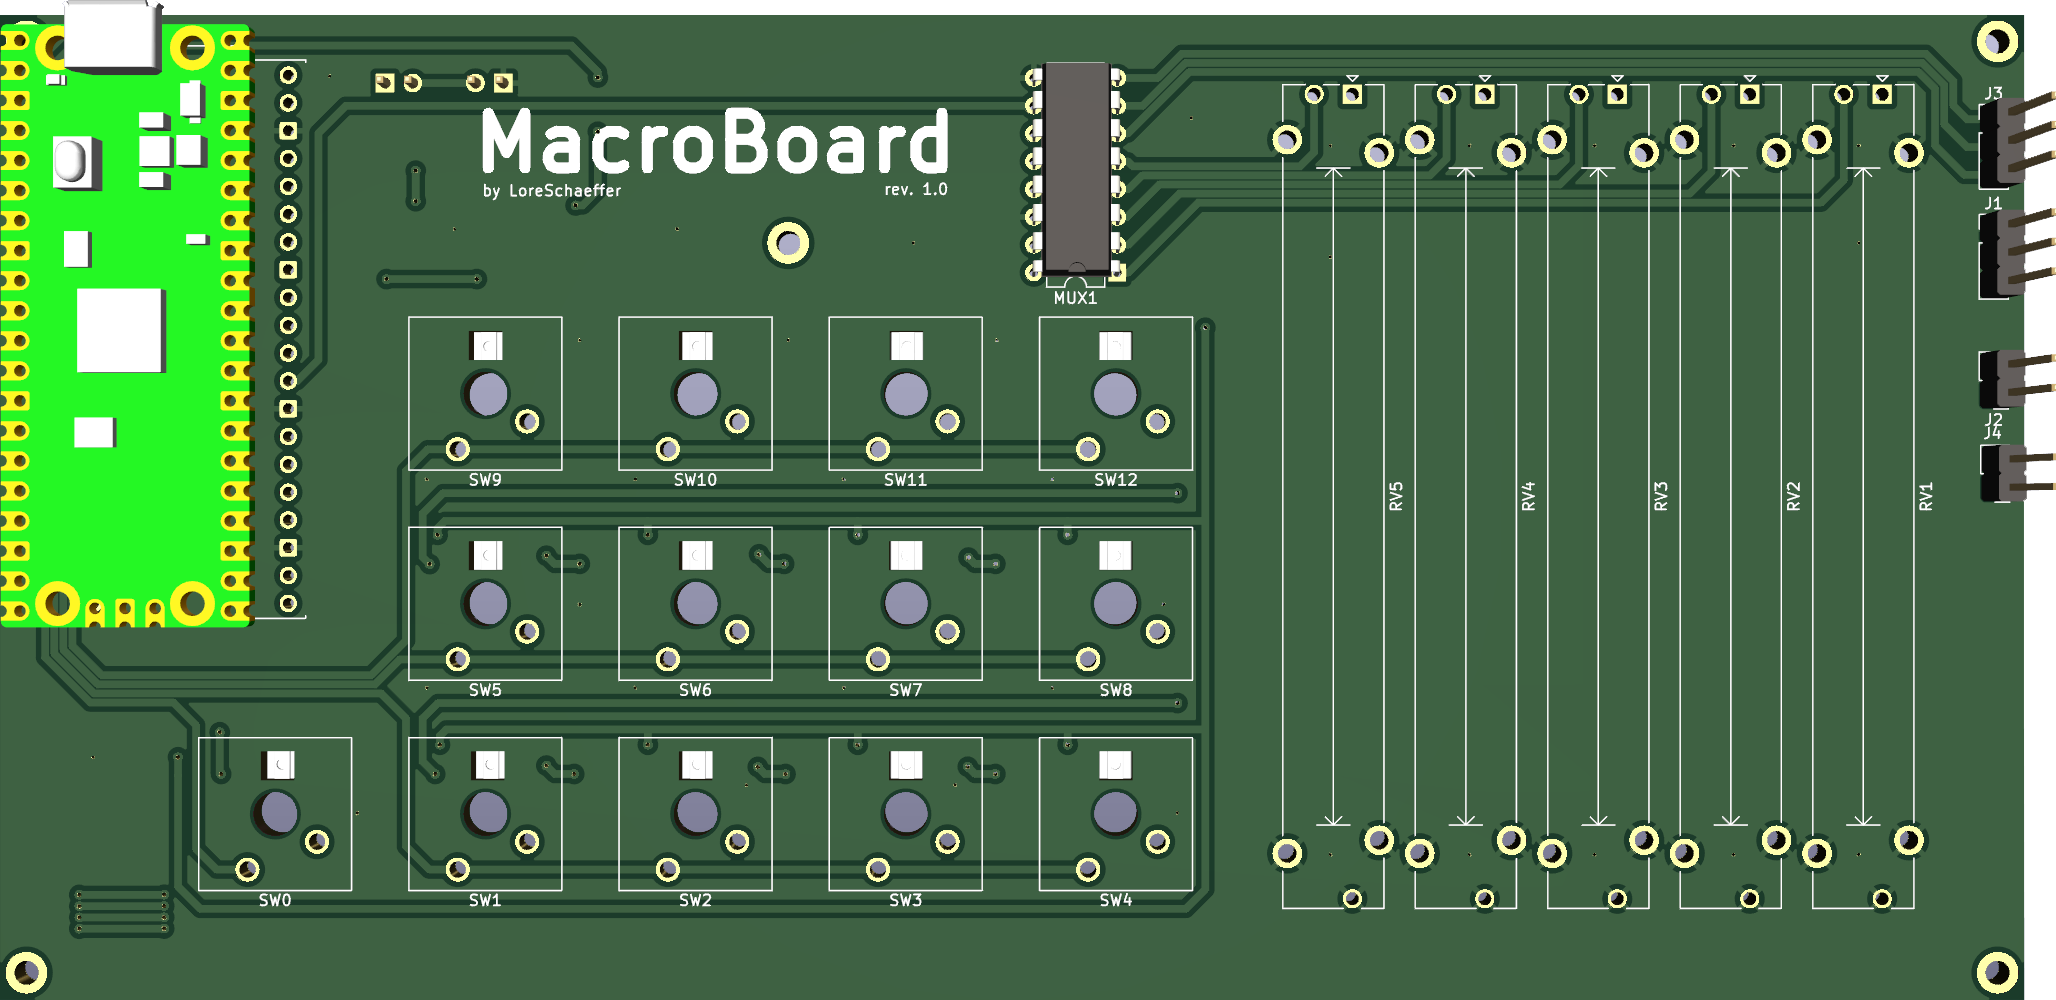 MacroBoard
by LoreSchaeffer
rev. 1.0
MUX1
J3
J1
J2
J4
SW9
SW10
SW11
SW12
RV5
RV4
RV3
RV2
RV1
SW5
SW6
SW7
SW8
SW0
SW1
SW2
SW3
SW4